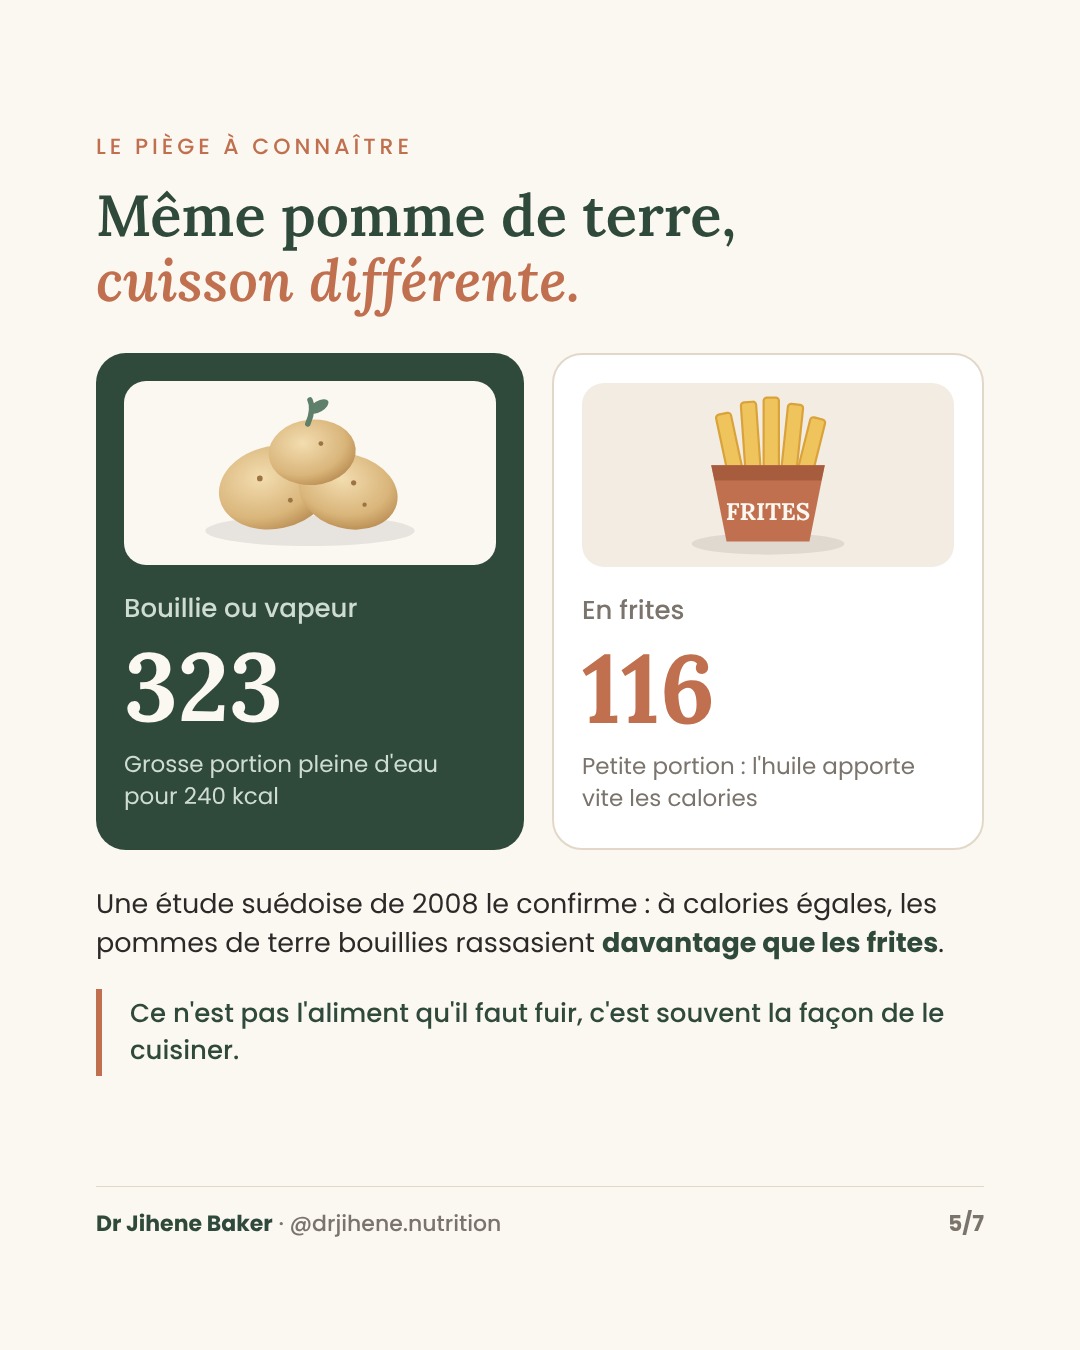 LE PIÈGE À CONNAÎTRE
Même pomme de terre,
cuisson différente.
FRITES
Bouillie ou vapeur
323
Grosse portion pleine d'eau
pour 240 kcal
En frites
116
Petite portion : l'huile apporte
vite les calories
Une étude suédoise de 2008 le confirme : à calories égales, les
pommes de terre bouillies rassasient davantage que les frites.
Ce n'est pas l'aliment qu'il faut fuir, c'est souvent la façon de le
cuisiner.
Dr Jihene Baker · @drjihene.nutrition
5/7